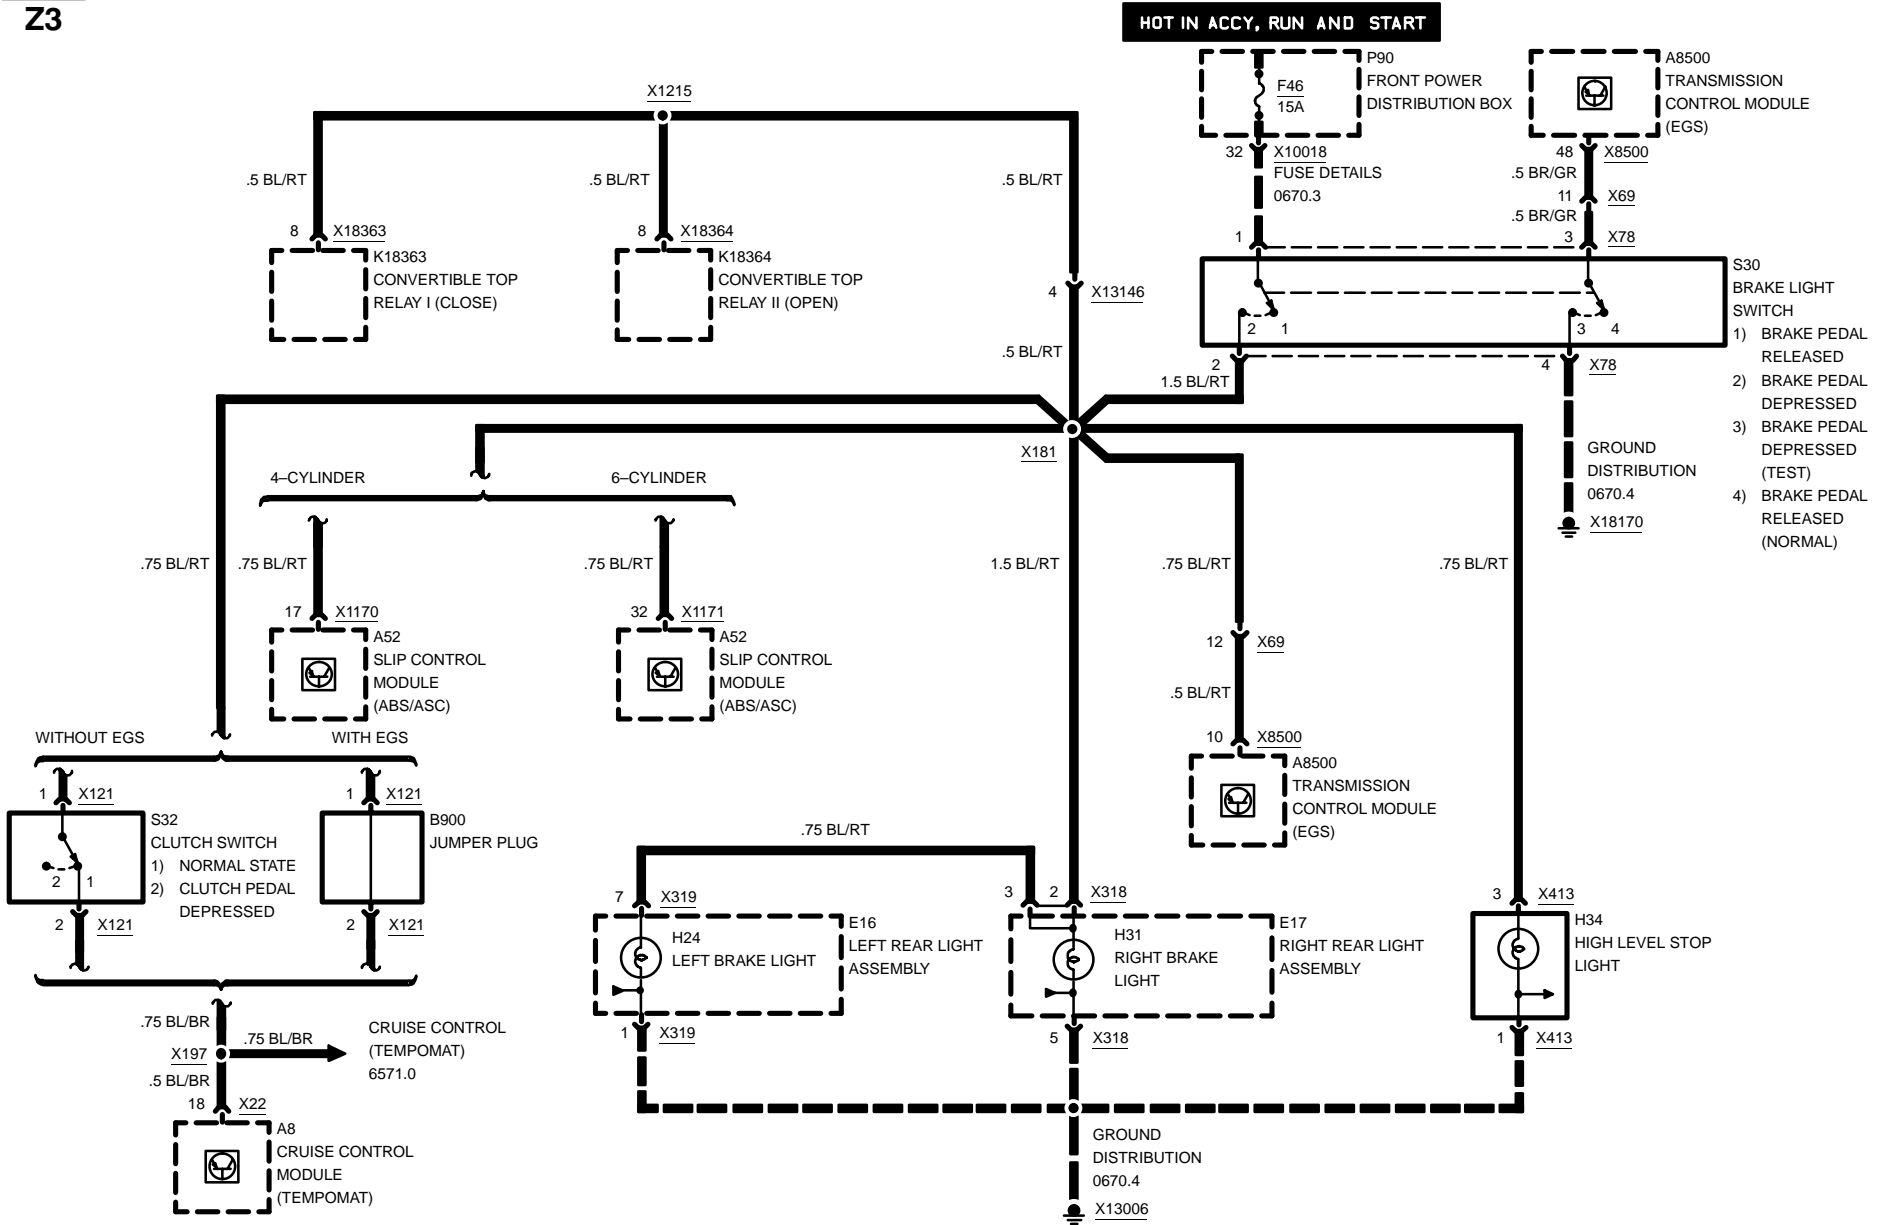 Z3
HOT IN ACCY, RUN AND START
P90
FRONT POWER
DISTRIBUTION BOX
F46
15A
A8500
TRANSMISSION
CONTROL MODULE
(EGS)
X1215
32 X10018
FUSE DETAILS
0670.3
48 X8500
.5 BR/GR
11 X69
.5 BR/GR
.5 BL/RT
.5 BL/RT
.5 BL/RT
8 X18363
K18363
CONVERTIBLE TOP
RELAY I (CLOSE)
8 X18364
K18364
CONVERTIBLE TOP
RELAY II (OPEN)
1
3 X78
S30
BRAKE LIGHT
SWITCH
1) BRAKE PEDAL
RELEASED
2) BRAKE PEDAL
DEPRESSED
3) BRAKE PEDAL
DEPRESSED
(TEST)
4) BRAKE PEDAL
RELEASED
(NORMAL)
4 X13146
2 1
3 4
.5 BL/RT
2
4 X78
1.5 BL/RT
X181
GROUND
DISTRIBUTION
0670.4
X18170
4–CYLINDER
6–CYLINDER
.75 BL/RT
.75 BL/RT
.75 BL/RT
1.5 BL/RT
.75 BL/RT
.75 BL/RT
17 X1170
A52
SLIP CONTROL
MODULE
(ABS/ASC)
32 X1171
A52
SLIP CONTROL
MODULE
(ABS/ASC)
12 X69
.5 BL/RT
10 X8500
A8500
TRANSMISSION
CONTROL MODULE
(EGS)
WITHOUT EGS
WITH EGS
1 X121
1 X121
S32
CLUTCH SWITCH
1) NORMAL STATE
2) CLUTCH PEDAL
DEPRESSED
2 1
B900
JUMPER PLUG
2 X121
2 X121
.75 BL/RT
7 X319
3
2 X318
3 X413
E16
LEFT REAR LIGHT
ASSEMBLY
H24
LEFT BRAKE LIGHT
H31
RIGHT BRAKE
LIGHT
E17
RIGHT REAR LIGHT
ASSEMBLY
H34
HIGH LEVEL STOP
LIGHT
1 X319
5 X318
1 X413
.75 BL/BR
X197
.75 BL/BR
CRUISE CONTROL
(TEMPOMAT)
6571.0
.5 BL/BR
18 X22
A8
CRUISE CONTROL
MODULE
(TEMPOMAT)
GROUND
DISTRIBUTION
0670.4
X13006